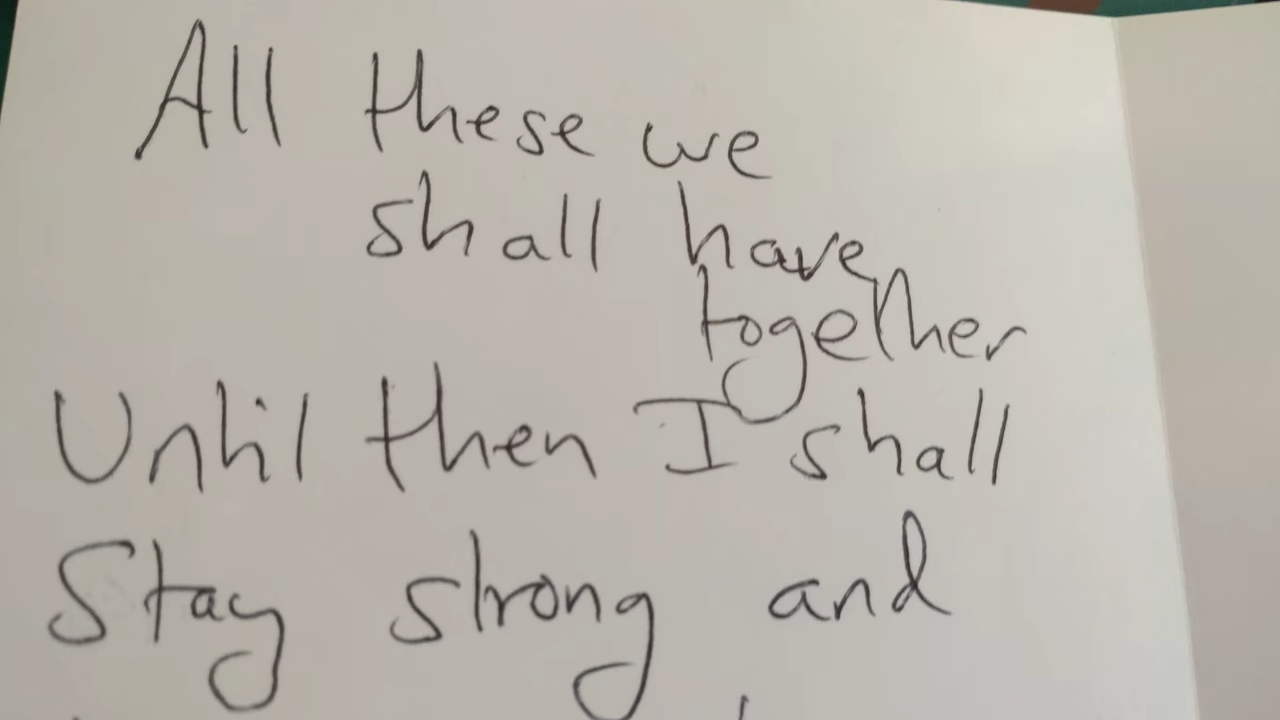 All these we
shall have
together
Until then I shall
Stay strong and